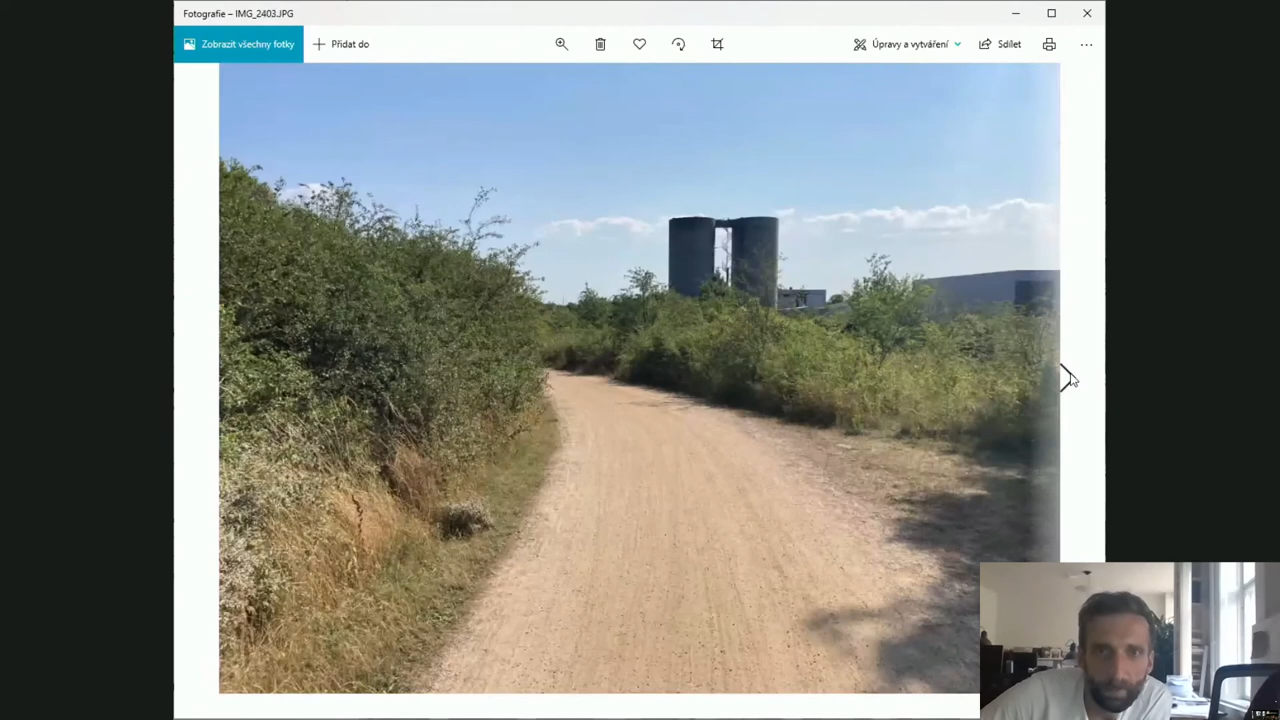 Fotografie – IMG_2403.JPG
Zobrazit všechny fotky
Přidat do
Úpravy a vytváření
Sdílet